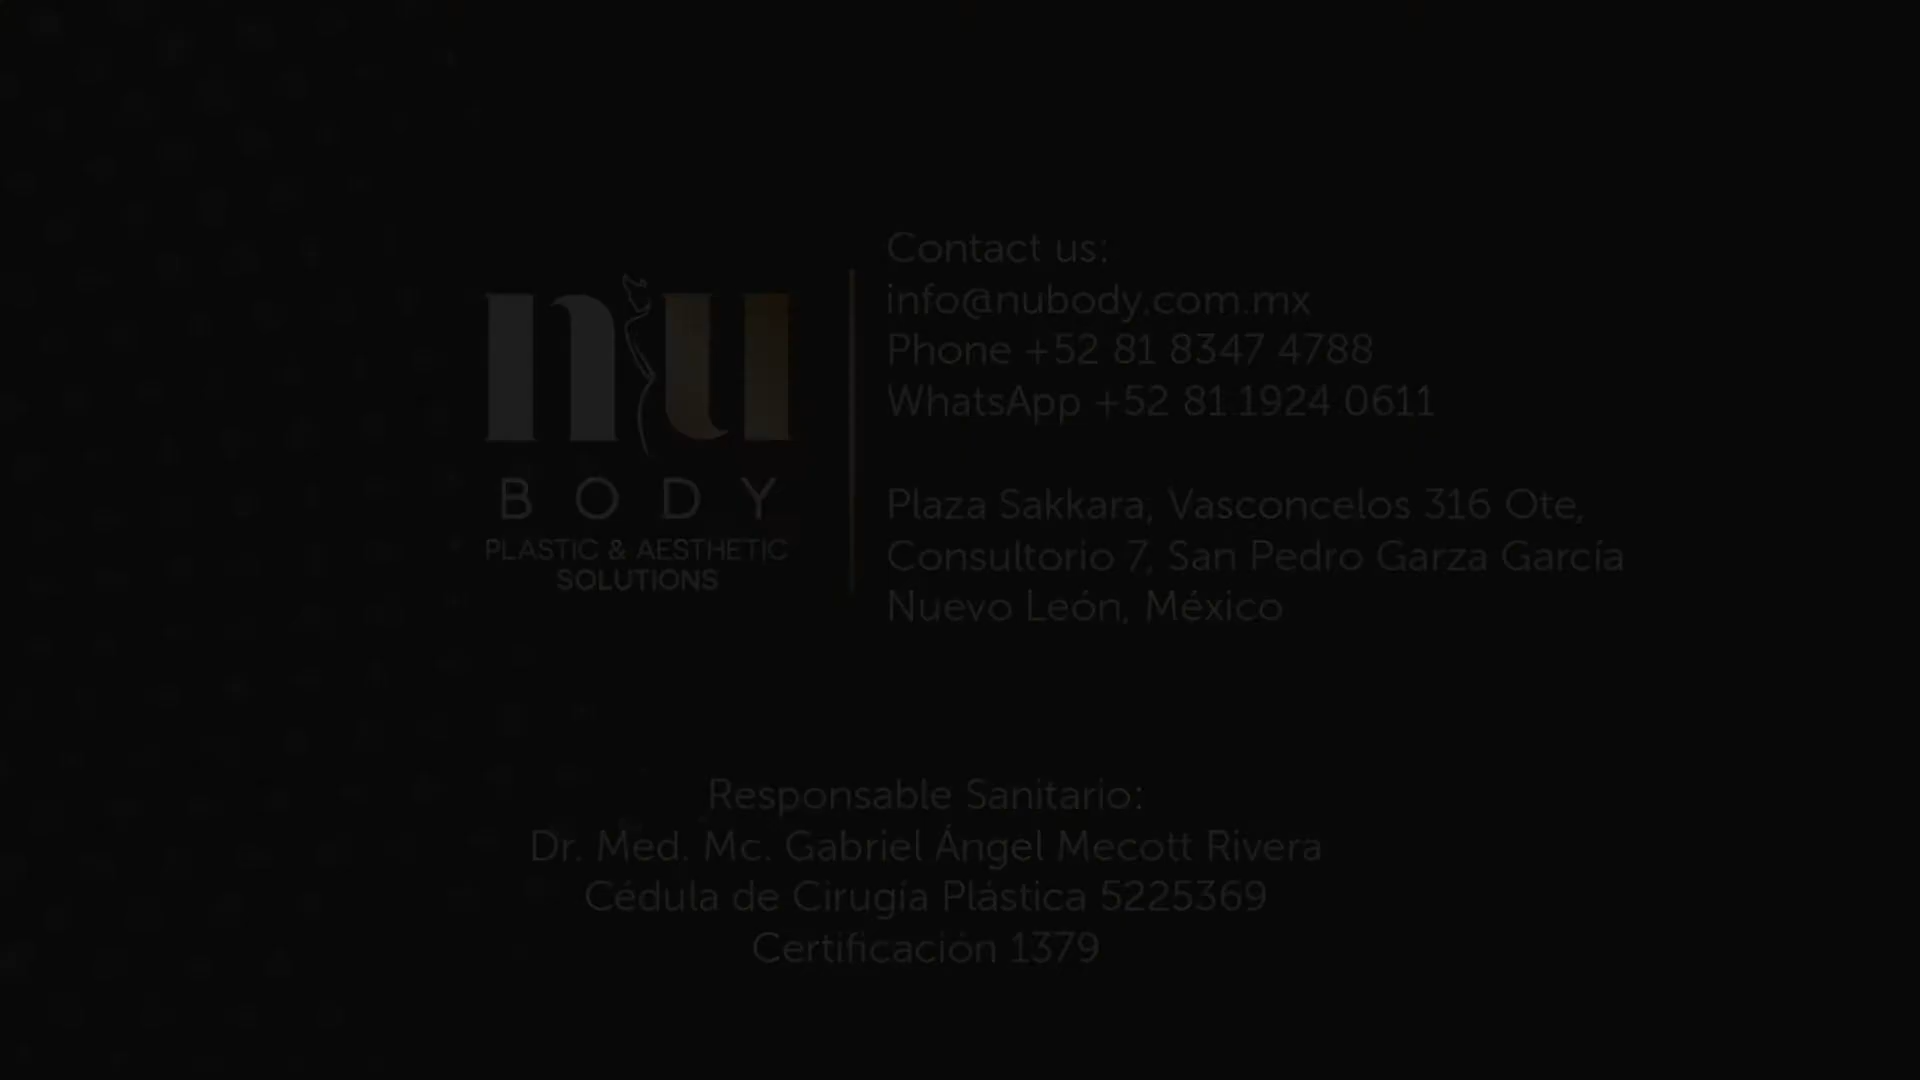 nu
BODY
PLASTIC & AESTHETIC
SOLUTIONS
Contact us:
info@nubody.com.mx
Phone +52 81 8347 4788
WhatsApp +52 81 1924 0611
Plaza Sakkara, Vasconcelos 316 Ote,
Consultorio 7, San Pedro Garza García
Nuevo León, México
Responsable Sanitario:
Dr. Med. Mc. Gabriel Ángel Mecott Rivera
Cédula de Cirugía Plástica 5225369
Certificación 1379